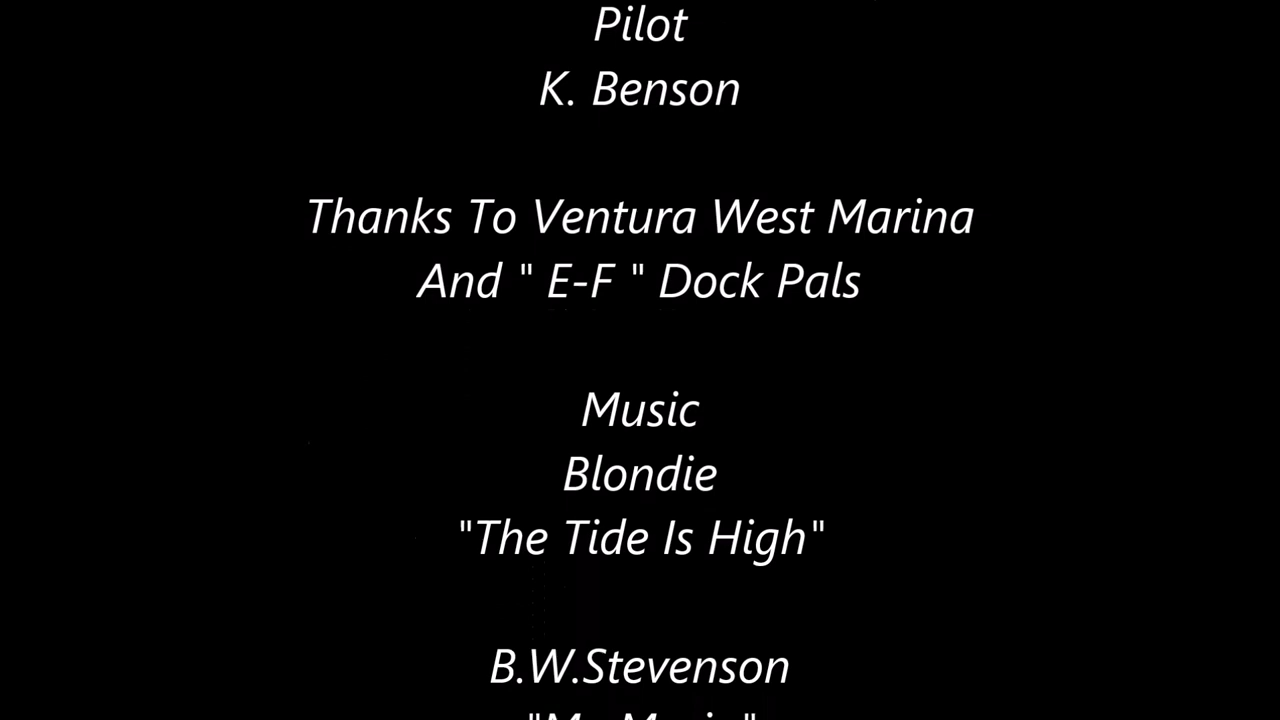 Pilot
K. Benson
Thanks To Ventura West Marina
And " E-F " Dock Pals
Music
Blondie
"The Tide Is High"
B.W.Stevenson